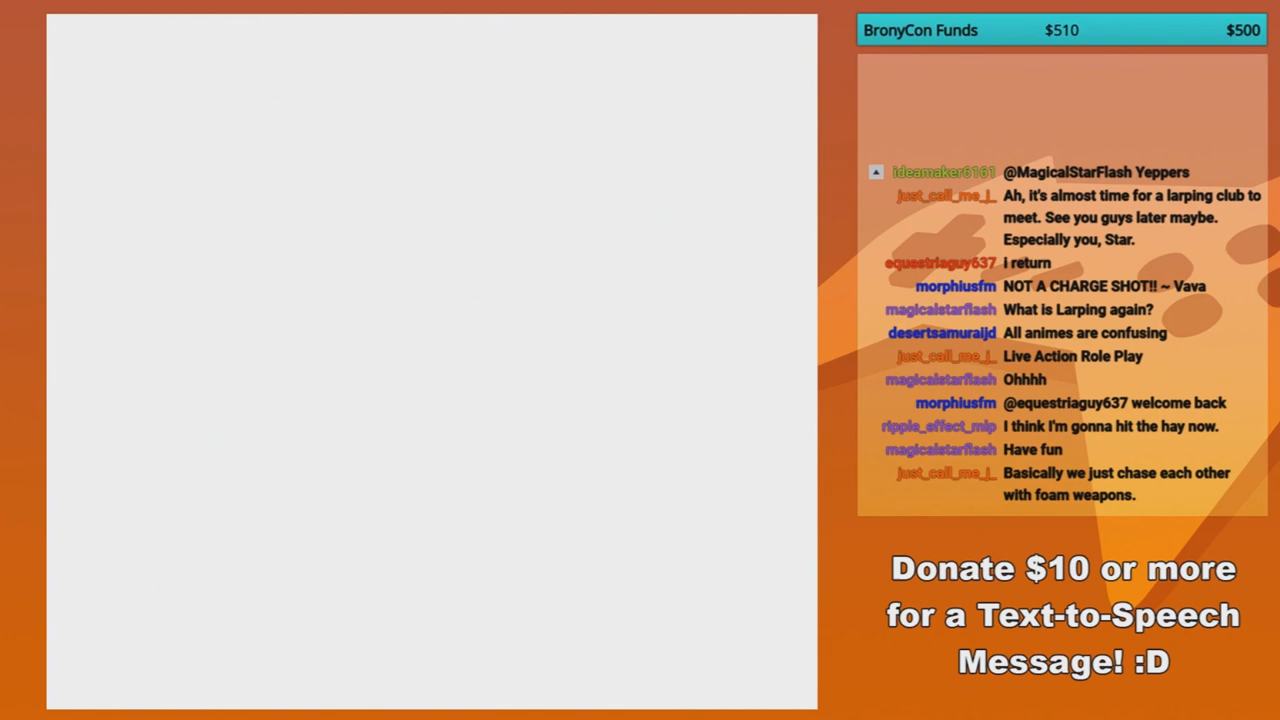 BronyCon Funds $510 $500
ideamaker6161 @MagicalStarFlash Yeppers
just_call_me_j_ Ah, it's almost time for a larping club to
meet. See you guys later maybe.
Especially you, Star.
equestriaguy637 i return
morphiusfm NOT A CHARGE SHOT!! ~ Vava
magicalstarflash What is Larping again?
desertsamuraijd All animes are confusing
just_call_me_j_ Live Action Role Play
magicalstarflash Ohhhh
morphiusfm @equestriaguy637 welcome back
ripple_effect_mlp I think I'm gonna hit the hay now.
magicalstarflash Have fun
just_call_me_j_ Basically we just chase each other
with foam weapons.
Donate $10 or more
for a Text-to-Speech
Message! :D